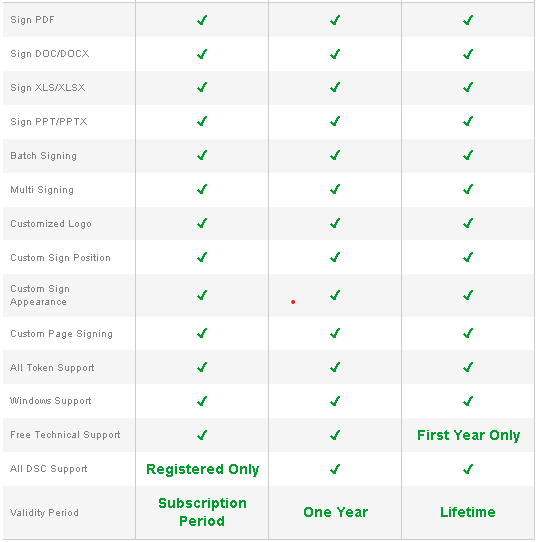 Sign PDF
Sign DOC/DOCX
Sign XLS/XLSX
Sign PPT/PPTX
Batch Signing
Multi Signing
Customized Logo
Custom Sign Position
Custom Sign
Appearance
Custom Page Signing
All Token Support
Windows Support
Free Technical Support First Year Only
All DSC Support Registered Only
Validity Period Subscription
Period One Year Lifetime